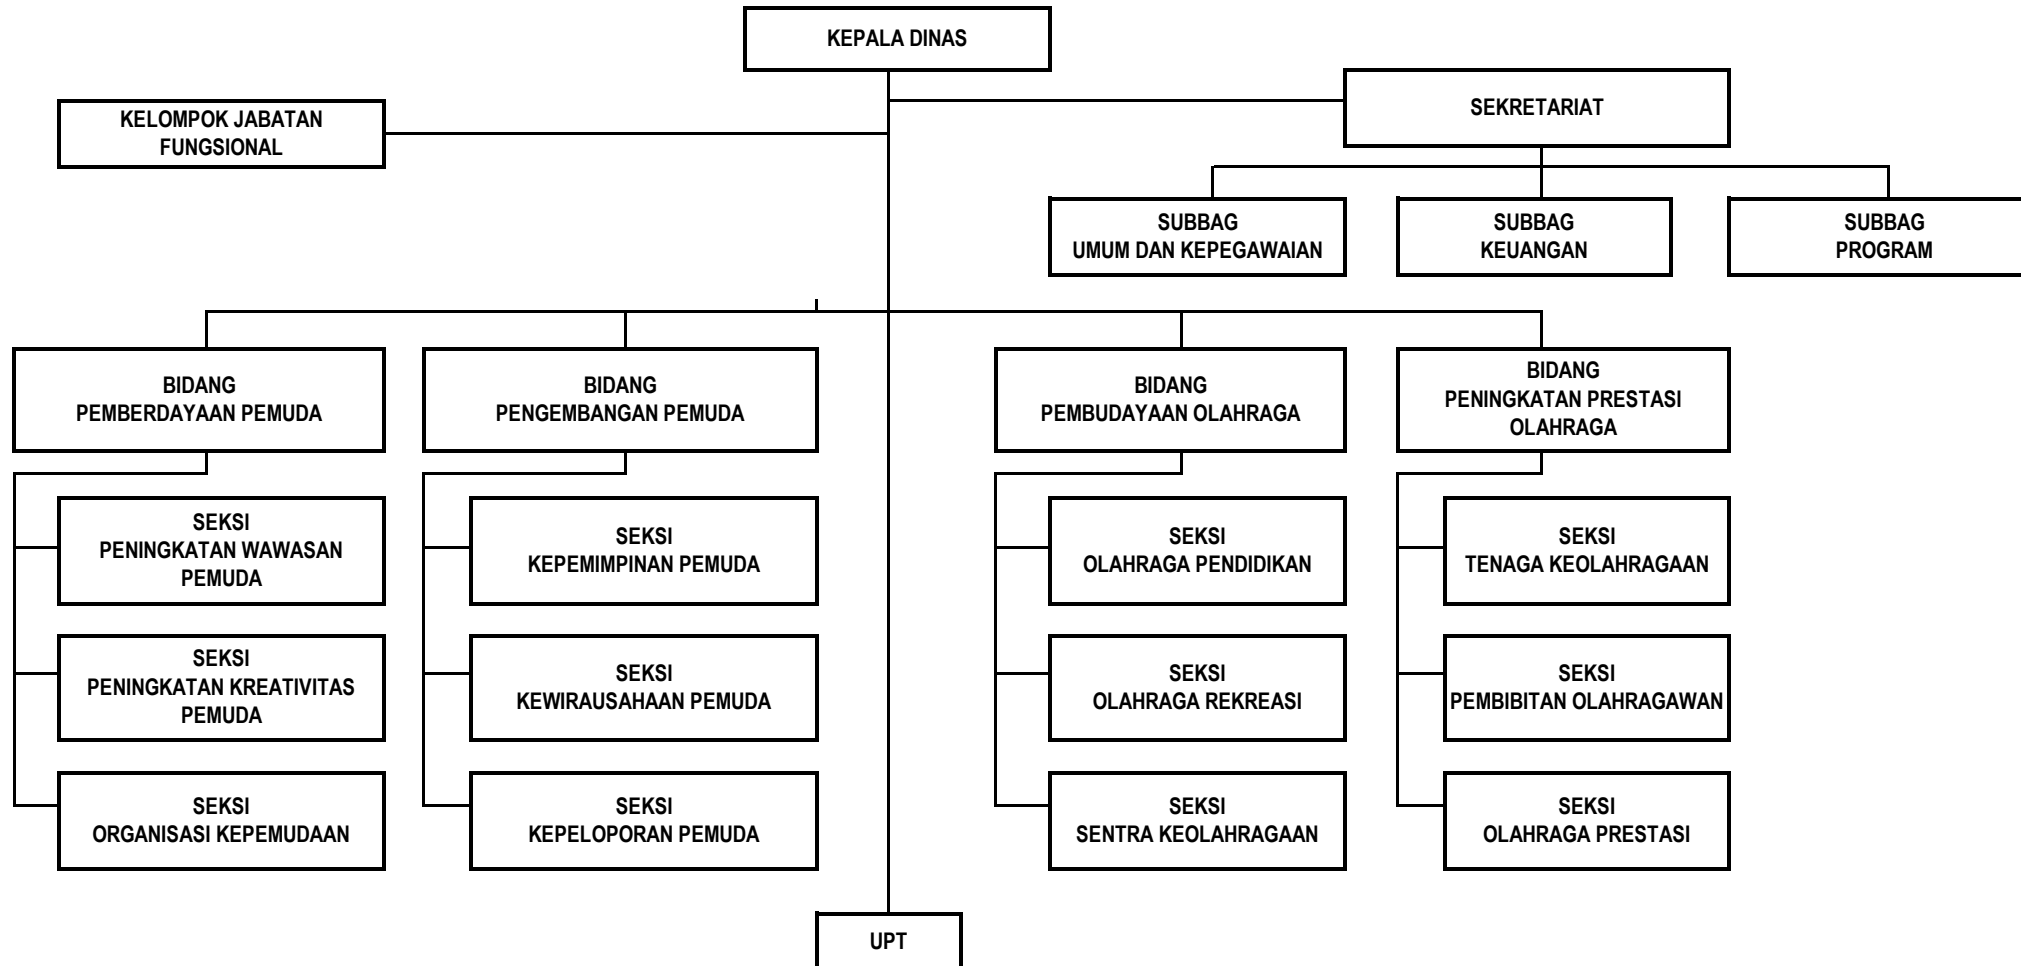 KEPALA DINAS
SEKRETARIAT
KELOMPOK JABATAN
FUNGSIONAL
SUBBAG
UMUM DAN KEPEGAWAIAN
SUBBAG
KEUANGAN
SUBBAG
PROGRAM
BIDANG
PEMBERDAYAAN PEMUDA
BIDANG
PENGEMBANGAN PEMUDA
BIDANG
PEMBUDAYAAN OLAHRAGA
BIDANG
PENINGKATAN PRESTASI
OLAHRAGA
SEKSI
PENINGKATAN WAWASAN
PEMUDA
SEKSI
KEPEMIMPINAN PEMUDA
SEKSI
OLAHRAGA PENDIDIKAN
SEKSI
TENAGA KEOLAHRAGAAN
SEKSI
PENINGKATAN KREATIVITAS
PEMUDA
SEKSI
KEWIRAUSAHAAN PEMUDA
SEKSI
OLAHRAGA REKREASI
SEKSI
PEMBIBITAN OLAHRAGAWAN
SEKSI
ORGANISASI KEPEMUDAAN
SEKSI
KEPELOPORAN PEMUDA
SEKSI
SENTRA KEOLAHRAGAAN
SEKSI
OLAHRAGA PRESTASI
UPT